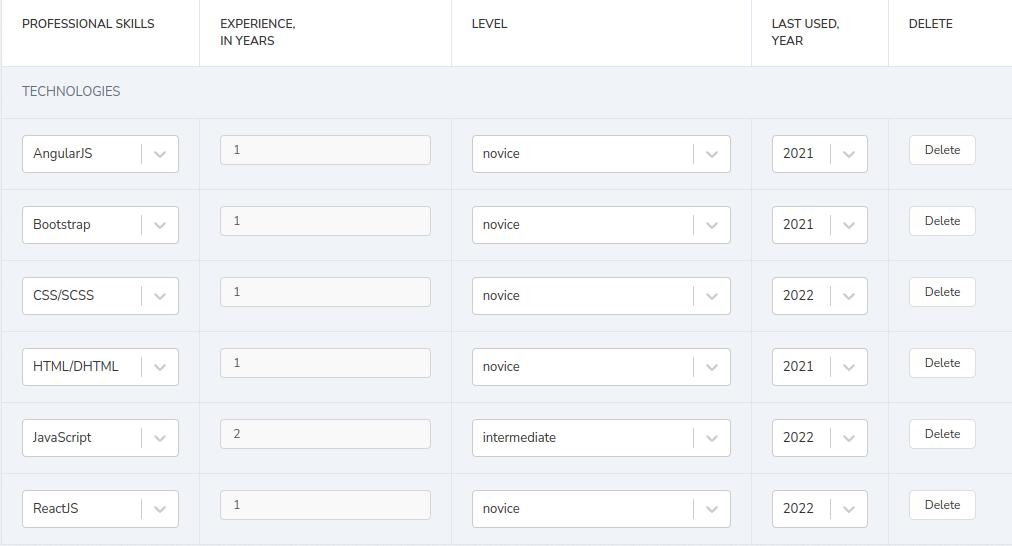 PROFESSIONAL SKILLS EXPERIENCE, LEVEL LAST USED, DELETE
IN YEARS YEAR
TECHNOLOGIES
AngularJS 1 novice 2021 Delete
Bootstrap 1 novice 2021 Delete
CSS/SCSS 1 novice 2022 Delete
HTML/DHTML 1 novice 2021 Delete
JavaScript 2 intermediate 2022 Delete
ReactJS 1 novice 2022 Delete